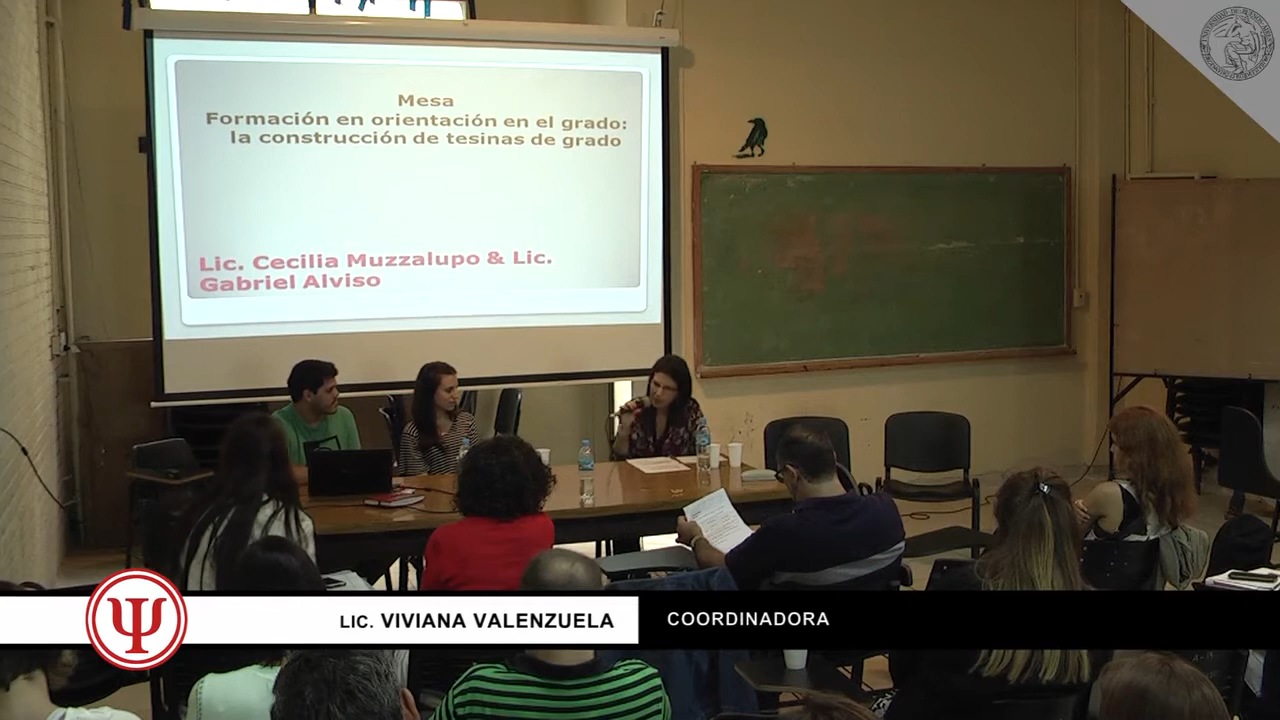 Mesa
Formación en orientación en el grado:
la construcción de tesinas de grado
Lic. Cecilia Muzzalupo & Lic.
Gabriel Alviso
LIC. VIVIANA VALENZUELA
COORDINADORA